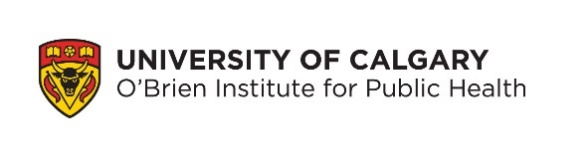 UNIVERSITY OF CALGARY
O’Brien Institute for Public Health